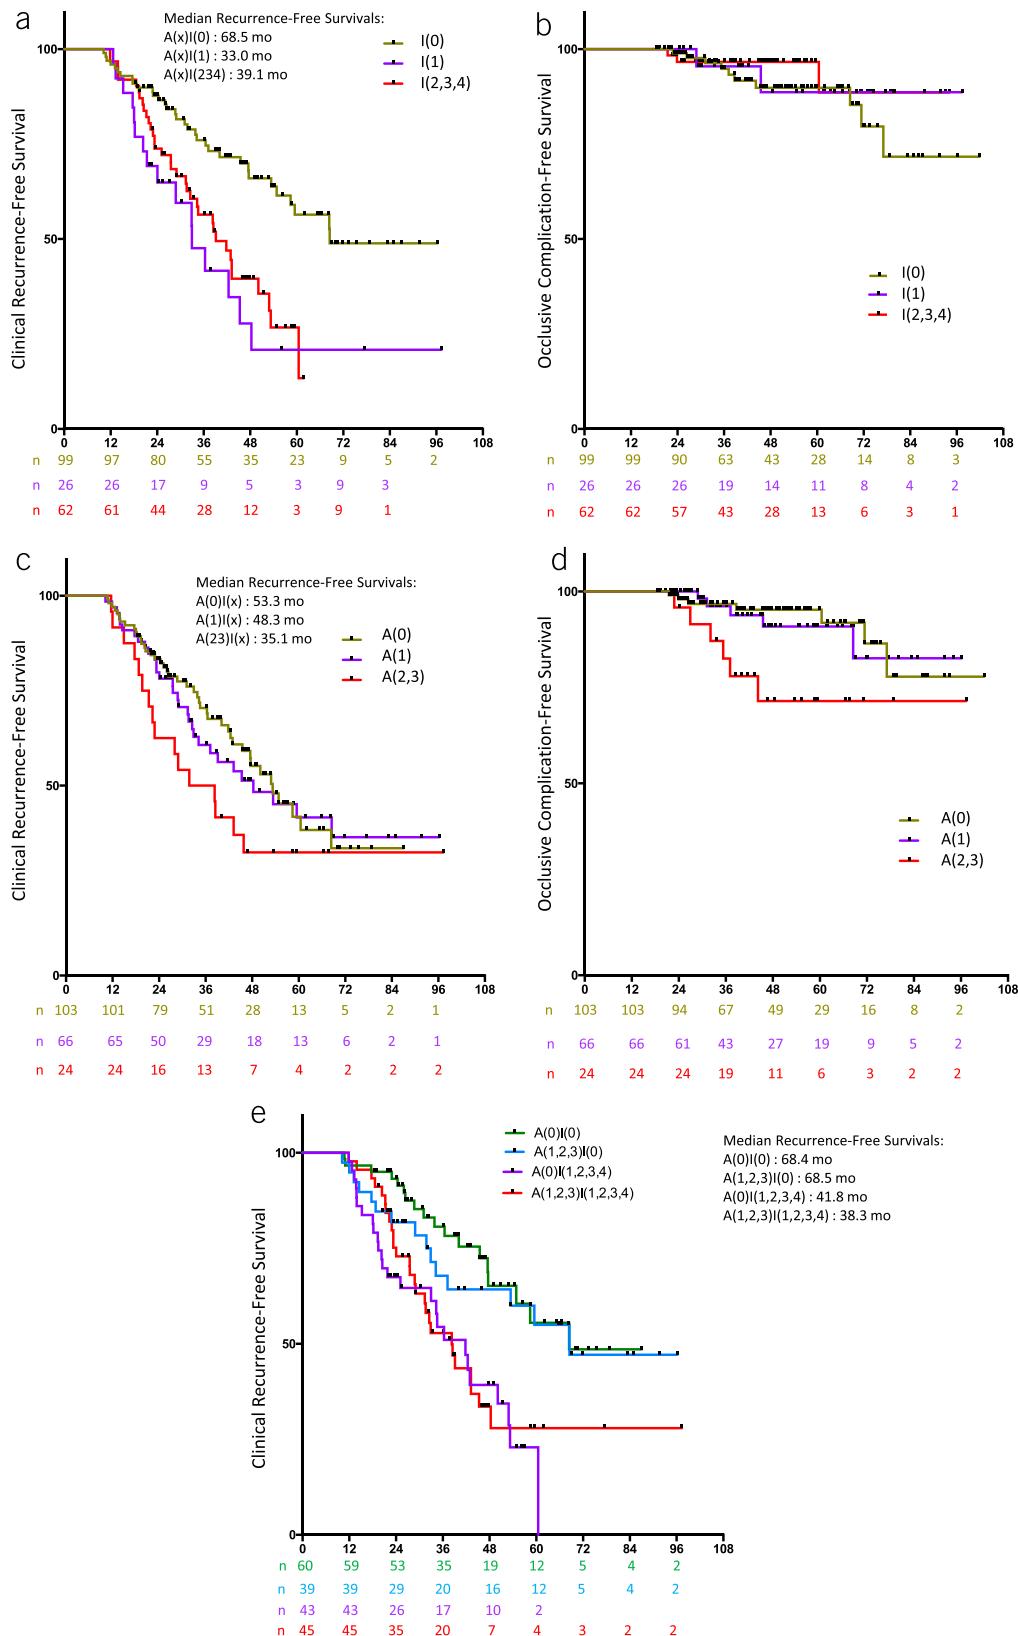 a
Median Recurrence-Free Survivals:
A(x)I(0) : 68.5 mo
A(x)I(1) : 33.0 mo
A(x)I(234) : 39.1 mo
I(0)
I(1)
I(2,3,4)
Clinical Recurrence-Free Survival
100
50
0
0 12 24 36 48 60 72 84 96 108
n 99 97 80 55 35 23 9 5 2
n 26 26 17 9 5 3 9 3
n 62 61 44 28 12 3 9 1
b
Occlusive Complication-Free Survival
100
50
0
I(0)
I(1)
I(2,3,4)
0 12 24 36 48 60 72 84 96 108
n 99 99 90 63 43 28 14 8 3
n 26 26 26 19 14 11 8 4 2
n 62 62 57 43 28 13 6 3 1
c
Median Recurrence-Free Survivals:
A(0)I(x) : 53.3 mo
A(1)I(x) : 48.3 mo
A(23)I(x) : 35.1 mo
A(0)
A(1)
A(2,3)
Clinical Recurrence-Free Survival
100
50
0
0 12 24 36 48 60 72 84 96 108
n 103 101 79 51 28 13 5 2 1
n 66 65 50 29 18 13 6 2 1
n 24 24 16 13 7 4 2 2 2
d
Occlusive Complication-Free Survival
100
50
0
A(0)
A(1)
A(2,3)
0 12 24 36 48 60 72 84 96 108
n 103 103 94 67 49 29 16 8 2
n 66 66 61 43 27 19 9 5 2
n 24 24 24 19 11 6 3 2 2
e
A(0)I(0)
A(1,2,3)I(0)
A(0)I(1,2,3,4)
A(1,2,3)I(1,2,3,4)
Median Recurrence-Free Survivals:
A(0)I(0) : 68.4 mo
A(1,2,3)I(0) : 68.5 mo
A(0)I(1,2,3,4) : 41.8 mo
A(1,2,3)I(1,2,3,4) : 38.3 mo
Clinical Recurrence-Free Survival
100
50
0
0 12 24 36 48 60 72 84 96 108
n 60 59 53 35 19 12 5 4 2
n 39 39 29 20 16 12 5 4 2
n 43 43 26 17 10 2
n 45 45 35 20 7 4 3 2 2